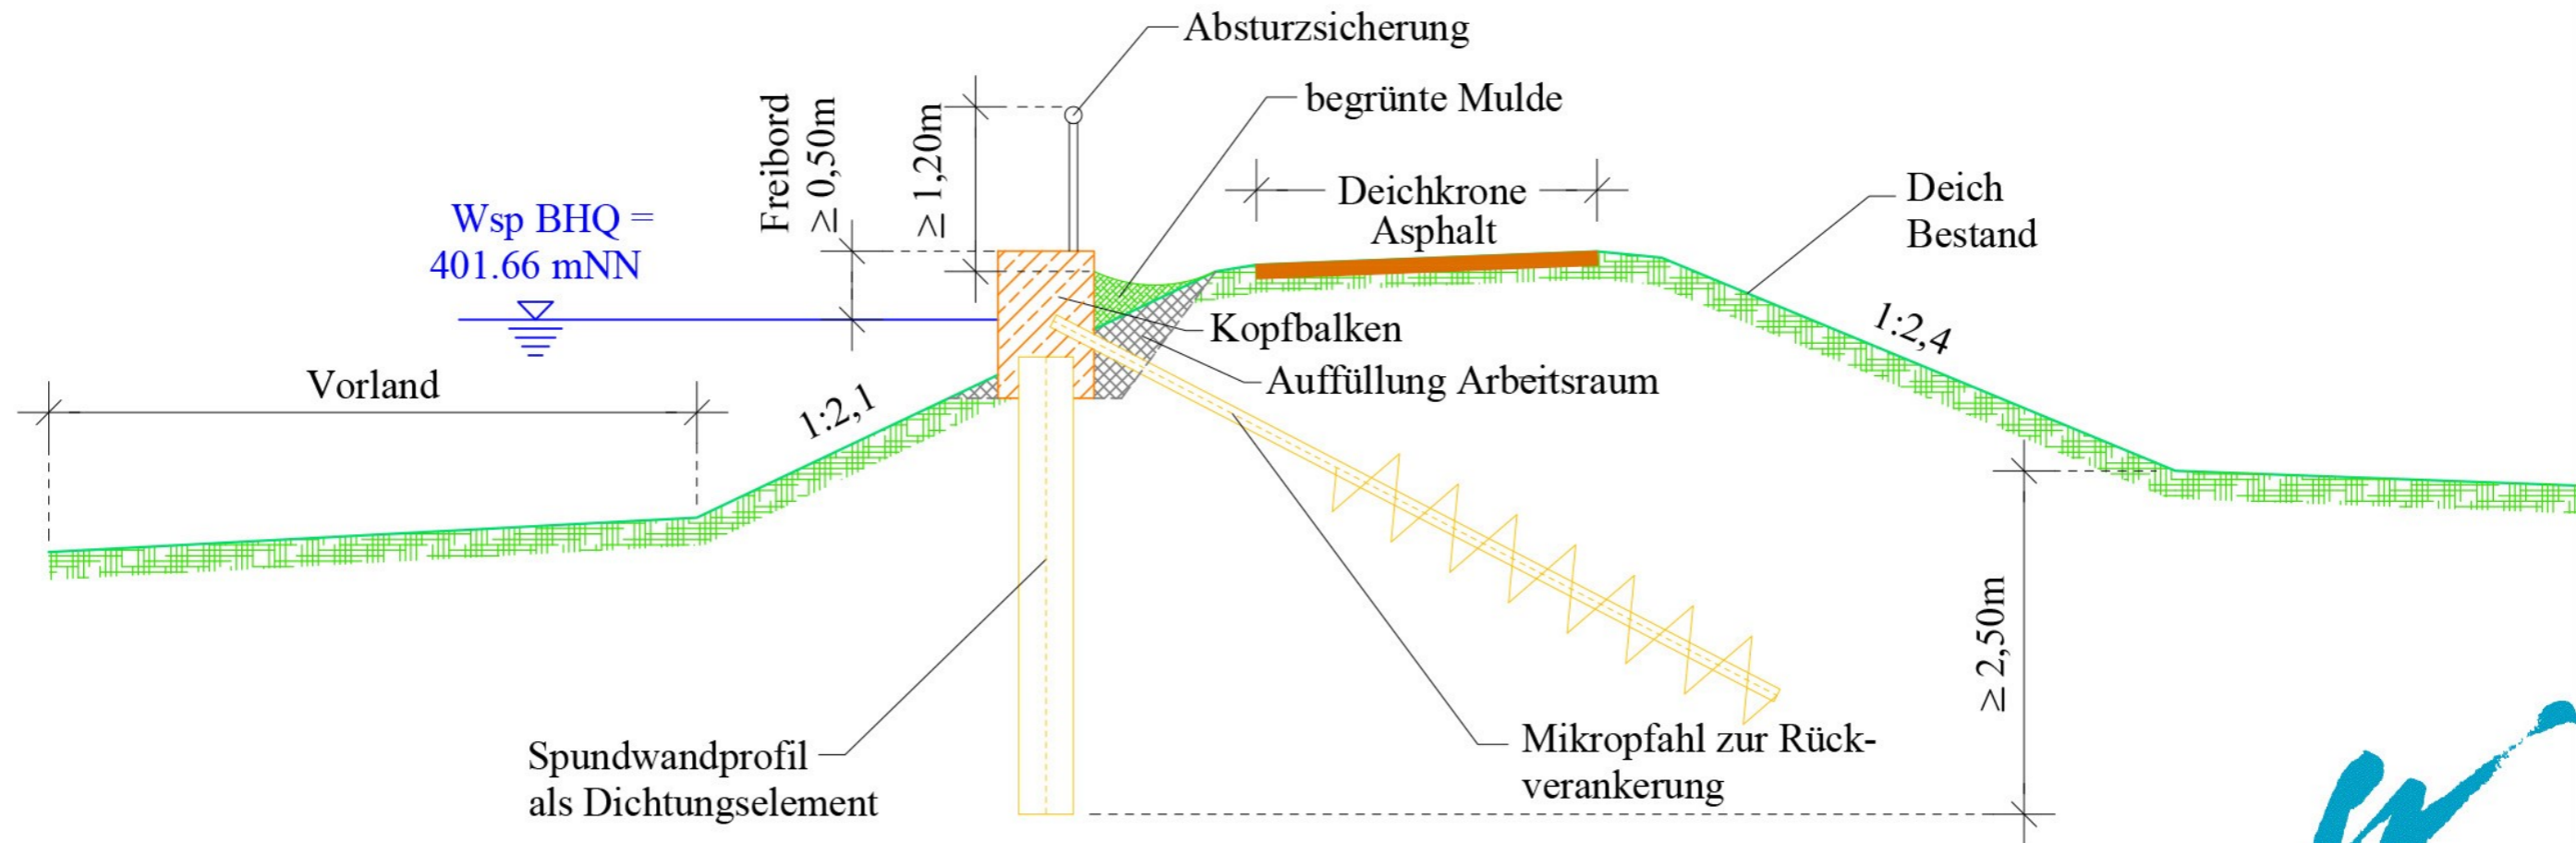 Absturzsicherung
begrünte Mulde
Freibord
≥ 0,50m
≥ 1,20m
Deichkrone
Asphalt
Deich
Bestand
Wsp BHQ =
401.66 mNN
1:2,4
Kopfbalken
Auffüllung Arbeitsraum
Vorland
1:2,1
≥ 2,50m
Spundwandprofil
als Dichtungselement
Mikropfahl zur Rück-
verankerung